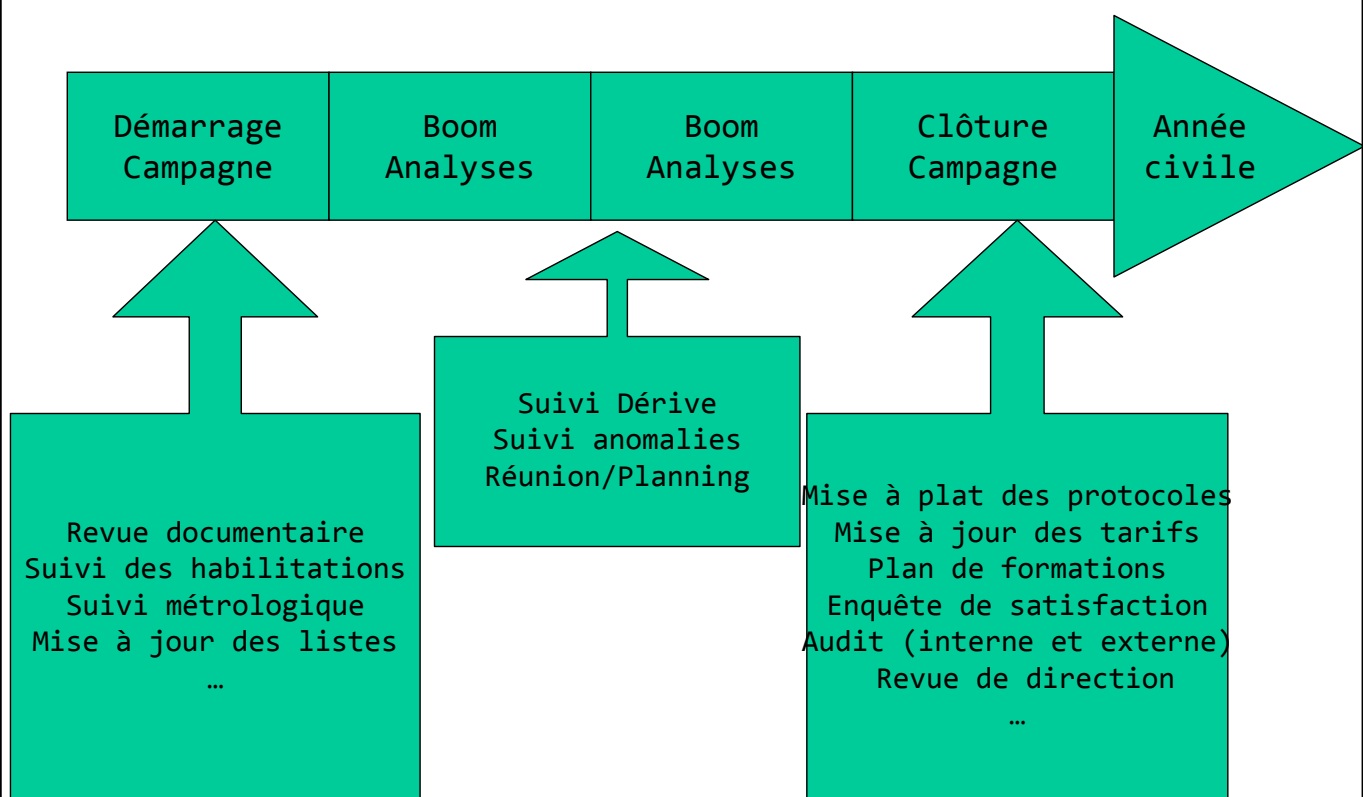 Démarrage
Campagne
Boom
Analyses
Boom
Analyses
Clôture
Campagne
Année
civile
Suivi Dérive
Suivi anomalies
Réunion/Planning
Revue documentaire
Suivi des habilitations
Suivi métrologique
Mise à jour des listes
…
Mise à plat des protocoles
Mise à jour des tarifs
Plan de formations
Enquête de satisfaction
Audit (interne et externe)
Revue de direction
…